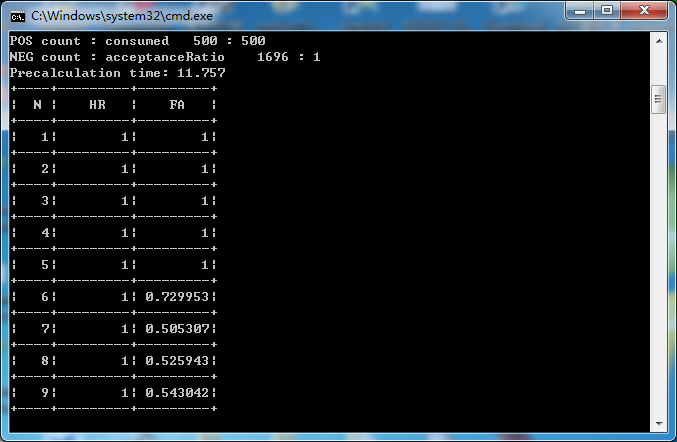 C:\Windows\system32\cmd.exe
POS count : consumed   500 : 500
NEG count : acceptanceRatio    1696 : 1
Precalculation time: 11.757
+----+---------+---------+
|  N |    HR   |    FA   |
+----+---------+---------+
|   1|        1|        1|
+----+---------+---------+
|   2|        1|        1|
+----+---------+---------+
|   3|        1|        1|
+----+---------+---------+
|   4|        1|        1|
+----+---------+---------+
|   5|        1|        1|
+----+---------+---------+
|   6|        1| 0.729953|
+----+---------+---------+
|   7|        1| 0.505307|
+----+---------+---------+
|   8|        1| 0.525943|
+----+---------+---------+
|   9|        1| 0.543042|
+----+---------+---------+